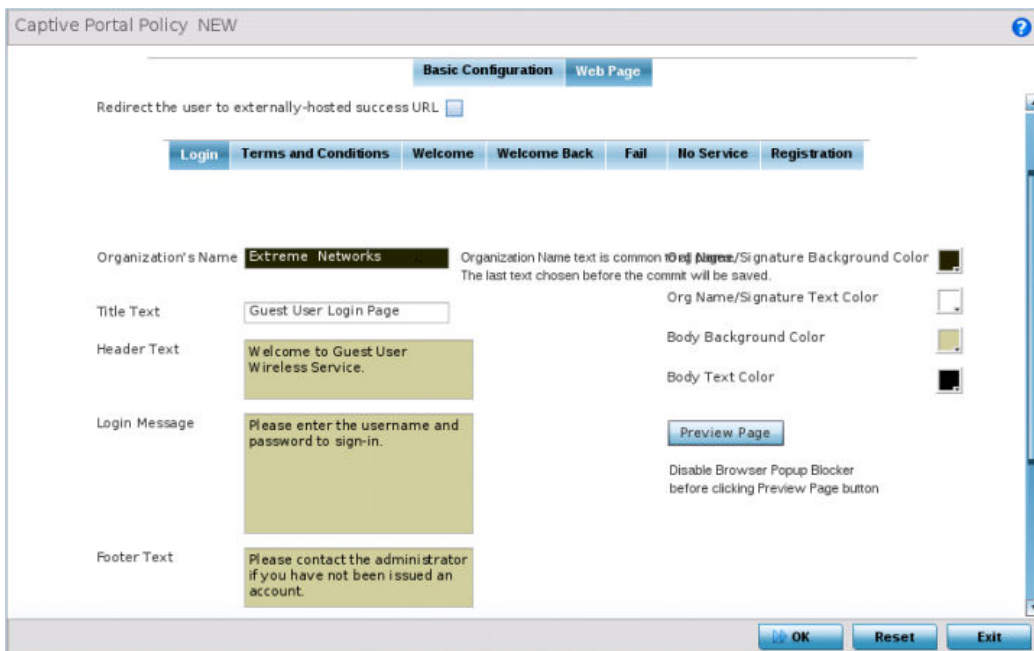 Captive Portal Policy NEW
?
Basic Configuration Web Page
Redirect the user to externally-hosted success URL
Login Terms and Conditions Welcome Welcome Back Fail No Service Registration
Organization's Name Extreme Networks
Organization Name text is common to all pages.
The last text chosen before the commit will be saved.
Org Name/Signature Background Color
Org Name/Signature Text Color
Title Text Guest User Login Page
Body Background Color
Header Text
Welcome to Guest User
Wireless Service.
Body Text Color
Login Message
Please enter the username and
password to sign-in.
Preview Page
Disable Browser Popup Blocker
before clicking Preview Page button
Footer Text
Please contact the administrator
if you have not been issued an
account.
OK Reset Exit